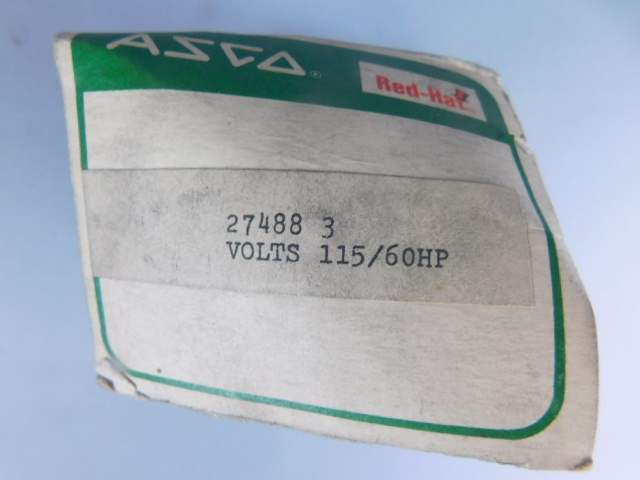 ASCO®
Red-Hat
27488 3
VOLTS 115/60HP